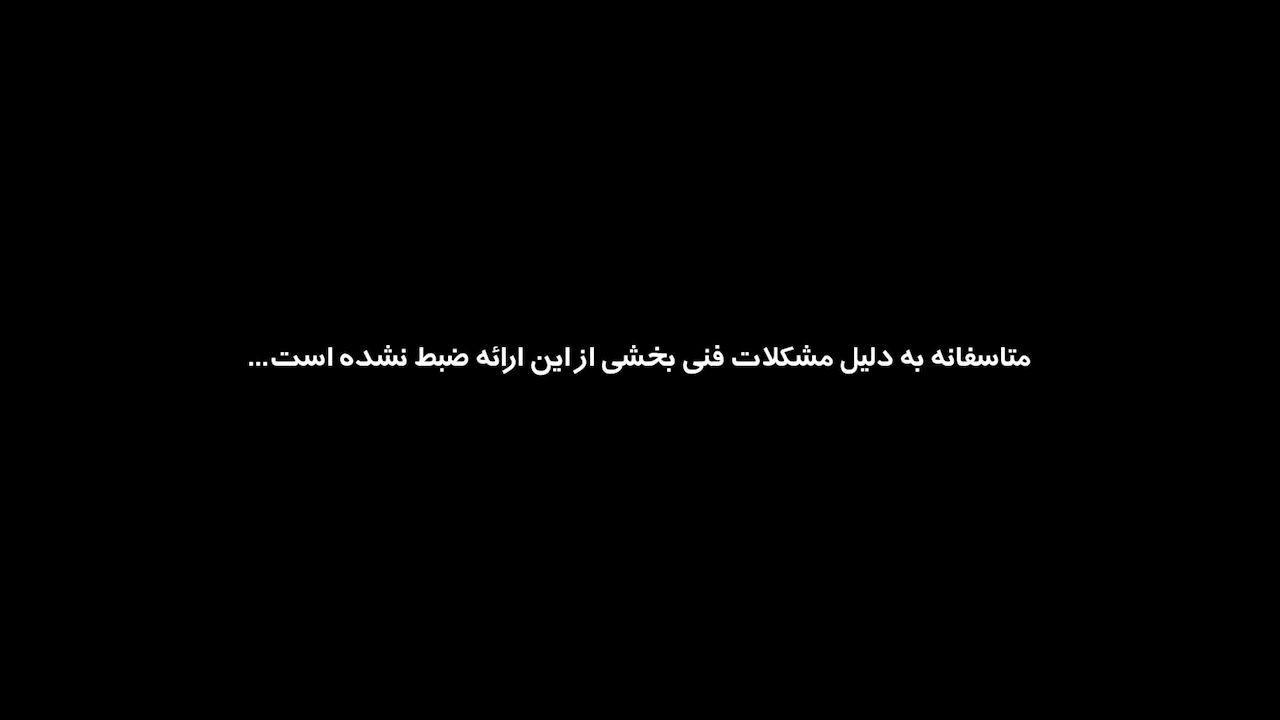 متاسفانه به دلیل مشکلات فنی بخشی از این ارائه ضبط نشده است...